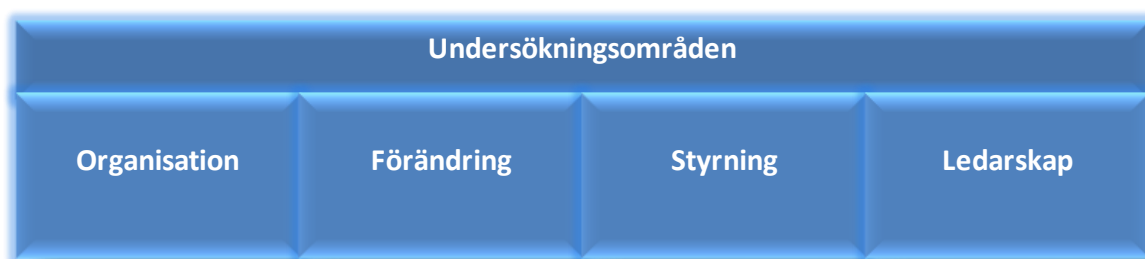 Undersökningsområden
Organisation Förändring Styrning Ledarskap